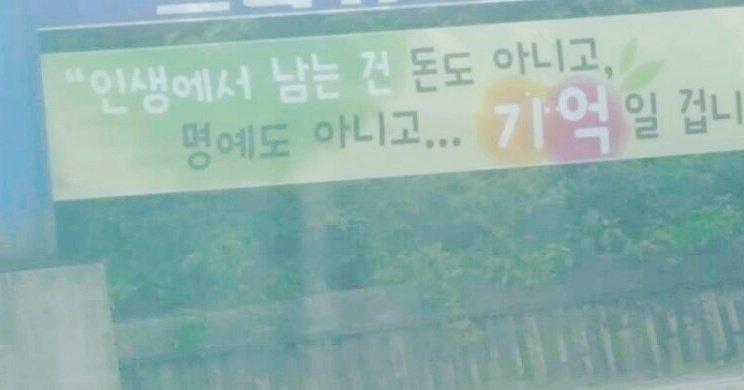 "인생에서 남는 건 돈도 아니고,
명예도 아니고... 기억일 겁니